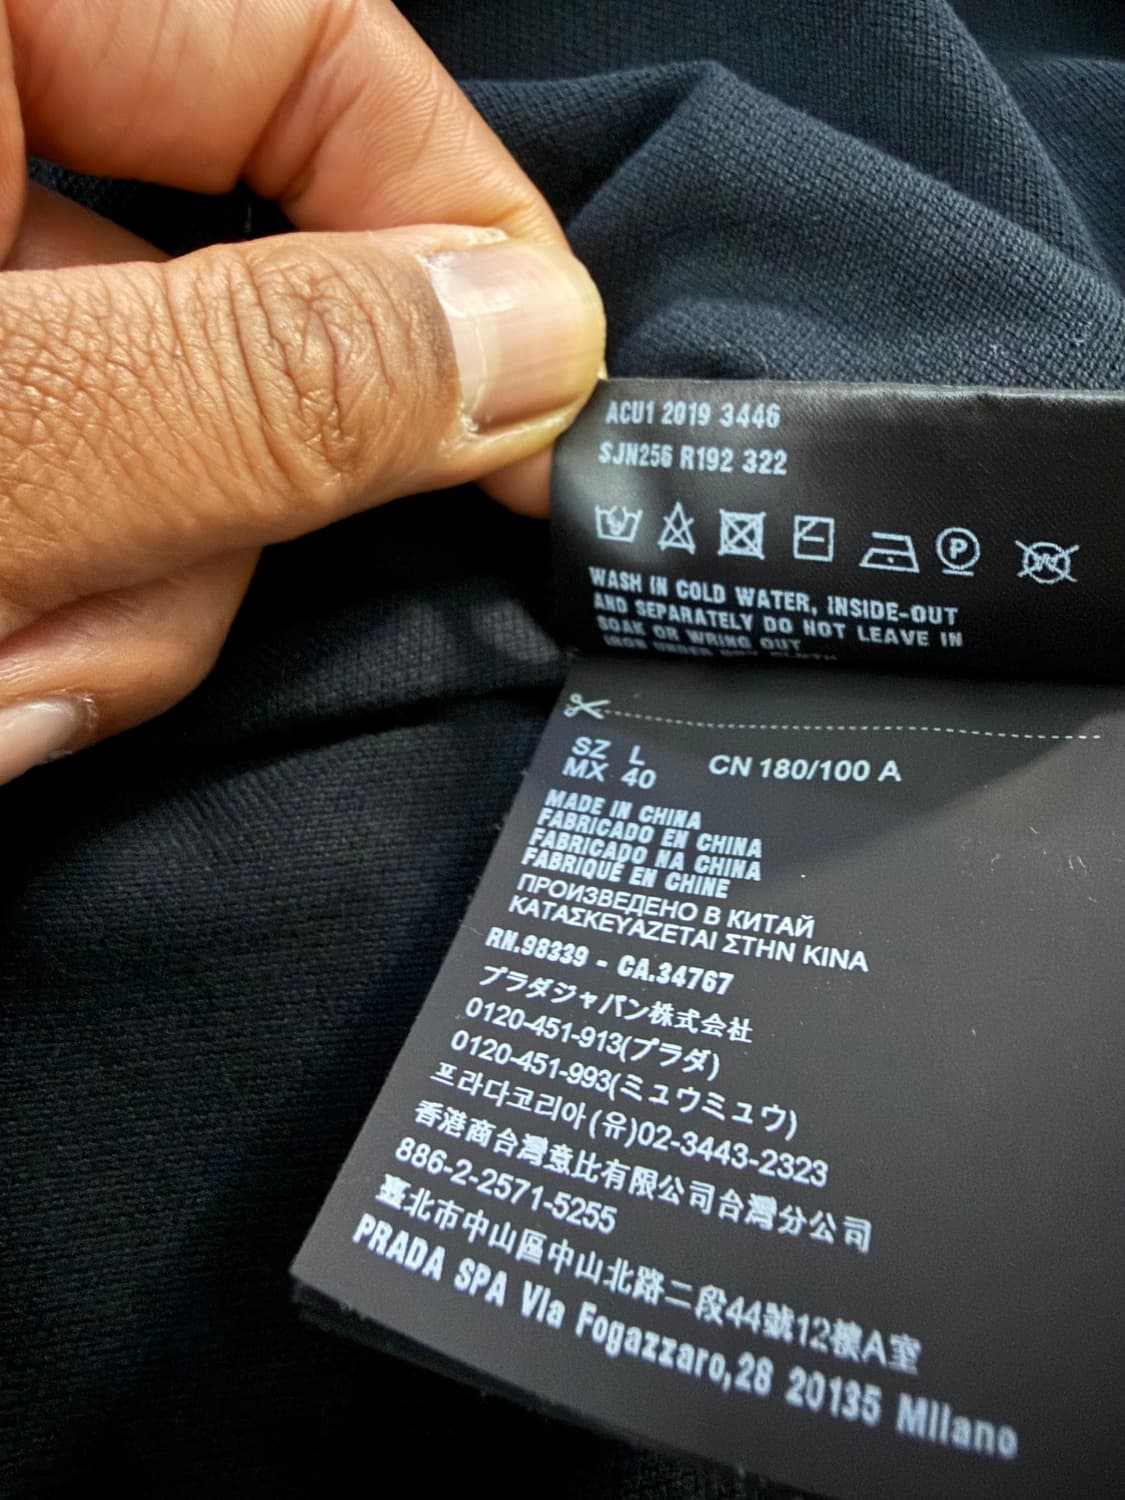 ACU1 2019 3446
SJN256 R192 322
P
W
WASH IN COLD WATER, INSIDE-OUT
AND SEPARATELY DO NOT LEAVE IN
SOAK OR WRING OUT
IRON UNDER
SZ L CN 180/100 A
MX 40
MADE IN CHINA
FABRICADO EN CHINA
FABRICADO NA CHINA
FABRIQUÉ EN CHINE
ПРОИЗВЕДЕНО В КИТАЙ
ΚΑΤΑΣΚΕΥΆΖΕΤΑΙ ΣΤΗΝ ΚΙΝΑ
RN.98339 - CA.34767
プラダジャパン株式会社
0120-451-913(プラダ)
0120-451-993(ミュウミュウ)
프라다코리아(유)02-3443-2323
香港商台灣意比有限公司台灣分公司
886-2-2571-5255
臺北市中山區中山北路二段44號12樓A室
PRADA SPA Via Fogazzaro,28 20135 Milano